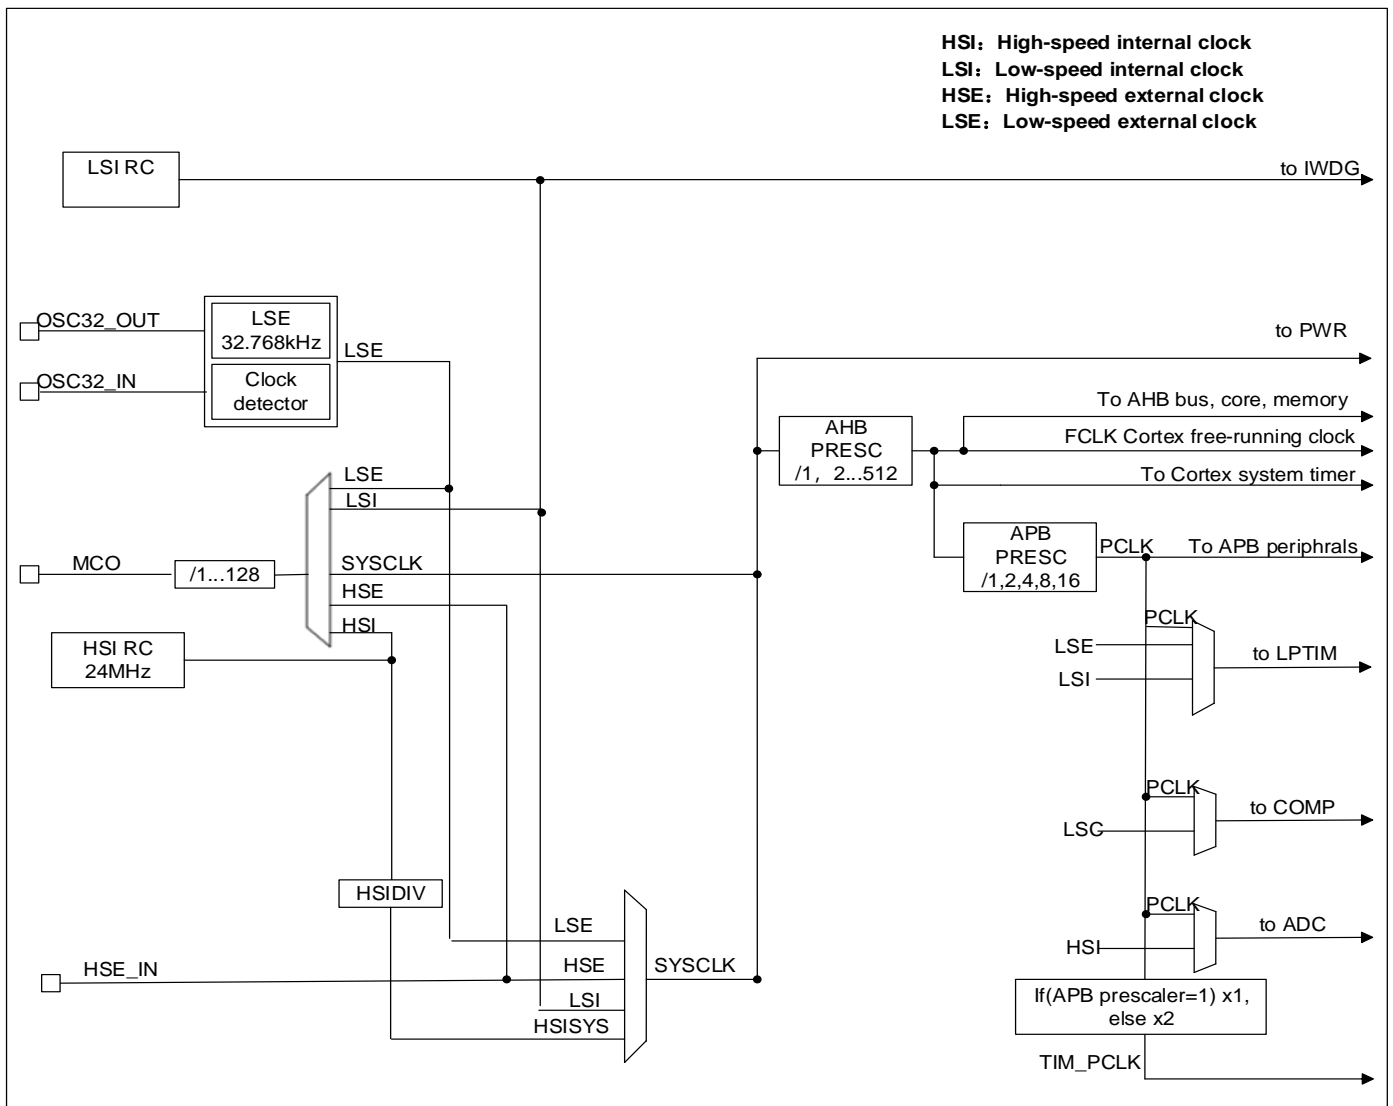 HSI：High-speed internal clock
LSI：Low-speed internal clock
HSE：High-speed external clock
LSE：Low-speed external clock
LSI RC
to IWDG
OSC32_OUT
LSE
32.768kHz
LSE
to PWR
OSC32_IN
Clock
detector
To AHB bus, core, memory
AHB
PRESC
/1，2...512
FCLK Cortex free-running clock
To Cortex system timer
LSE
LSI
APB
PRESC
/1,2,4,8,16
PCLK
To APB periphrals
MCO
/1...128
SYSCLK
HSE
HSI
HSI RC
24MHz
PCLK
LSE
LSI
to LPTIM
PCLK
LSC
to COMP
HSIDIV
PCLK
HSI
to ADC
LSE
HSE_IN
HSE
SYSCLK
LSI
HSISYS
If(APB prescaler=1) x1,
else x2
TIM_PCLK